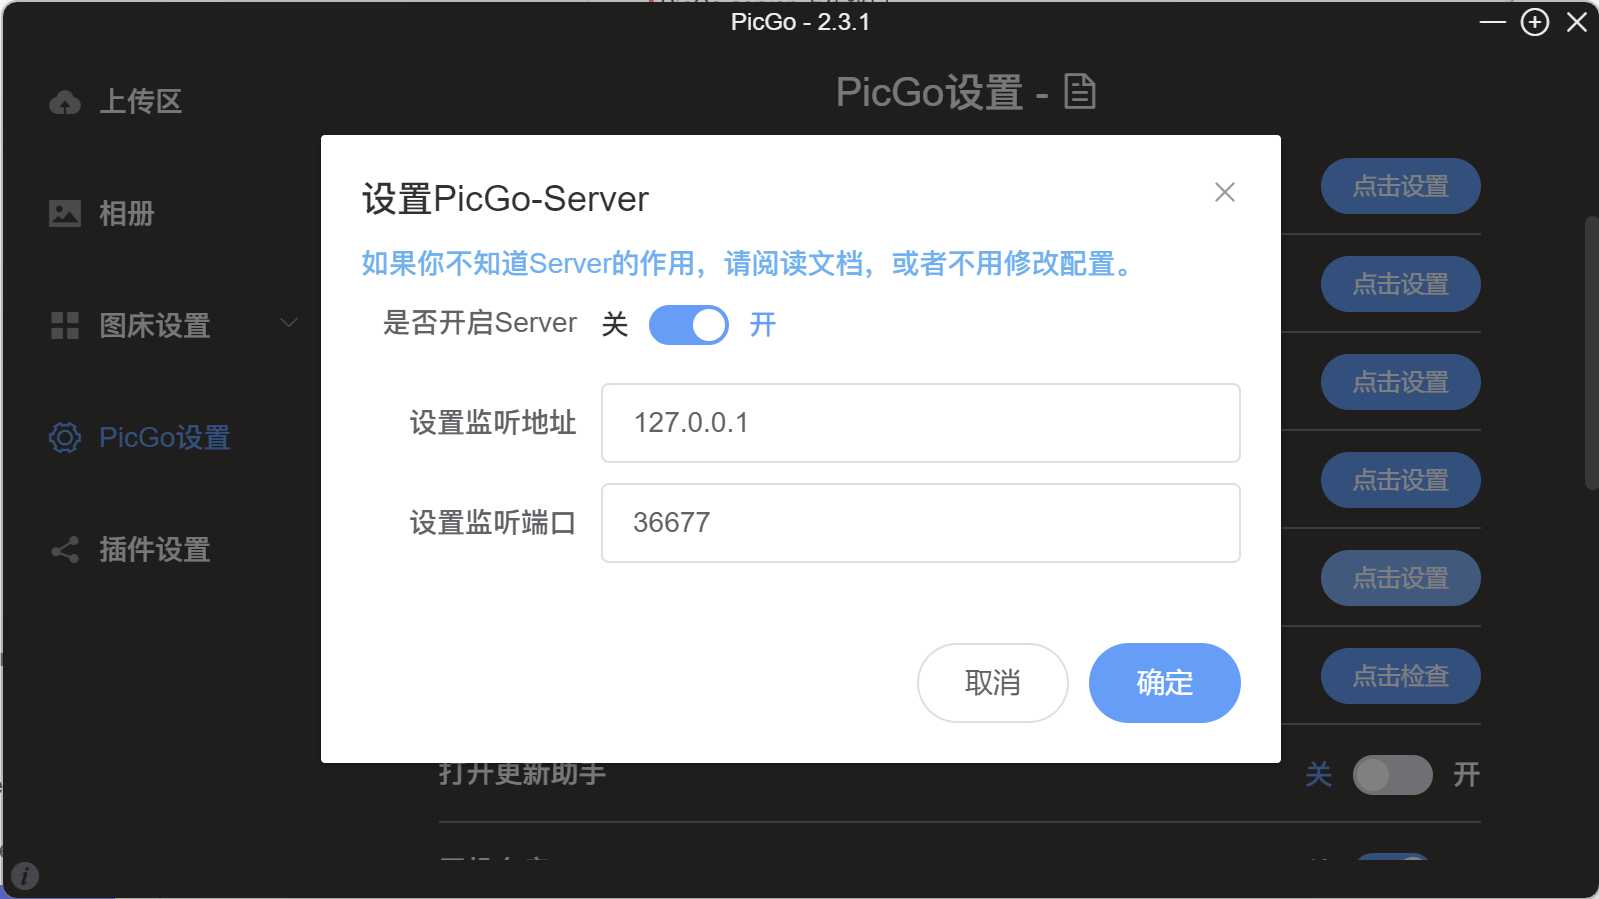 PicGo - 2.3.1
PicGo设置 -
上传区
相册
图床设置
PicGo设置
插件设置
设置PicGo-Server
如果你不知道Server的作用，请阅读文档，或者不用修改配置。
是否开启Server 关 开
设置监听地址 127.0.0.1
设置监听端口 36677
取消 确定
点击设置
点击设置
点击设置
点击设置
点击设置
点击检查
打开更新助手 关 开